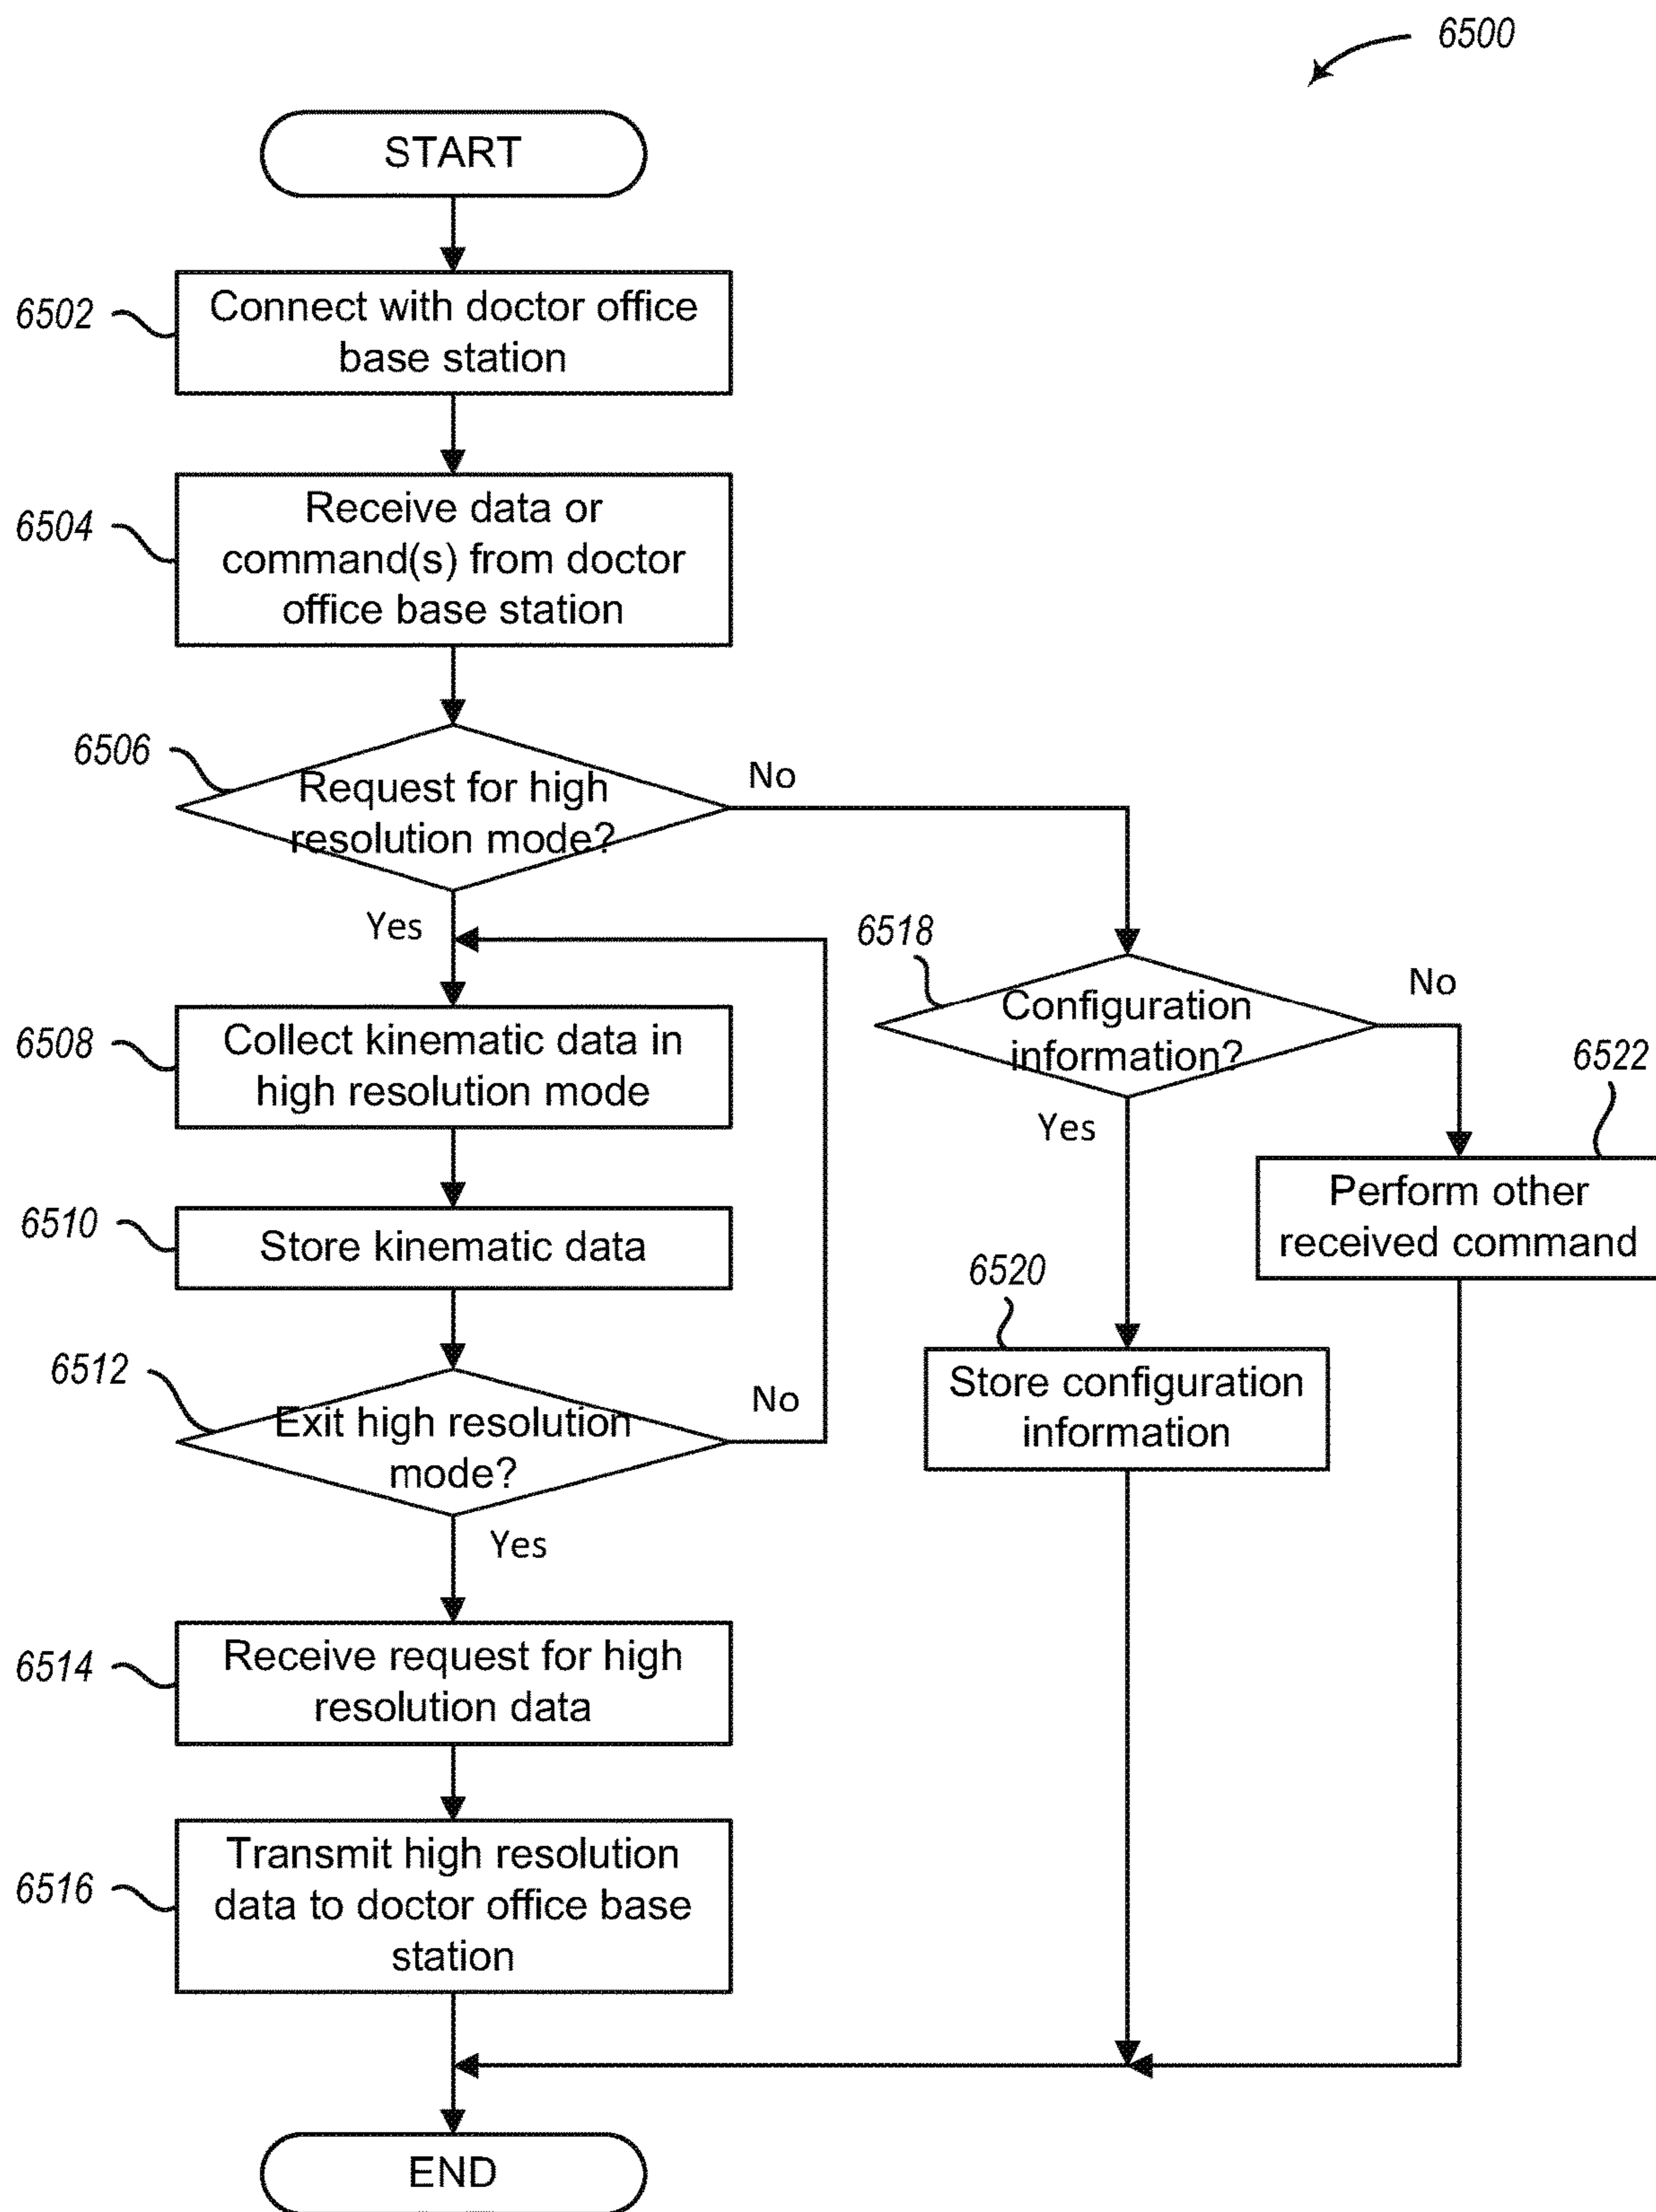 6500
START
6502
Connect with doctor office
base station
6504
Receive data or
command(s) from doctor
office base station
6506
Request for high
resolution mode?
No
Yes
6518
Configuration
information?
No
Yes
6508
Collect kinematic data in
high resolution mode
6522
Perform other
received command
6510
Store kinematic data
6520
Store configuration
information
6512
Exit high resolution
mode?
No
Yes
6514
Receive request for high
resolution data
6516
Transmit high resolution
data to doctor office base
station
END